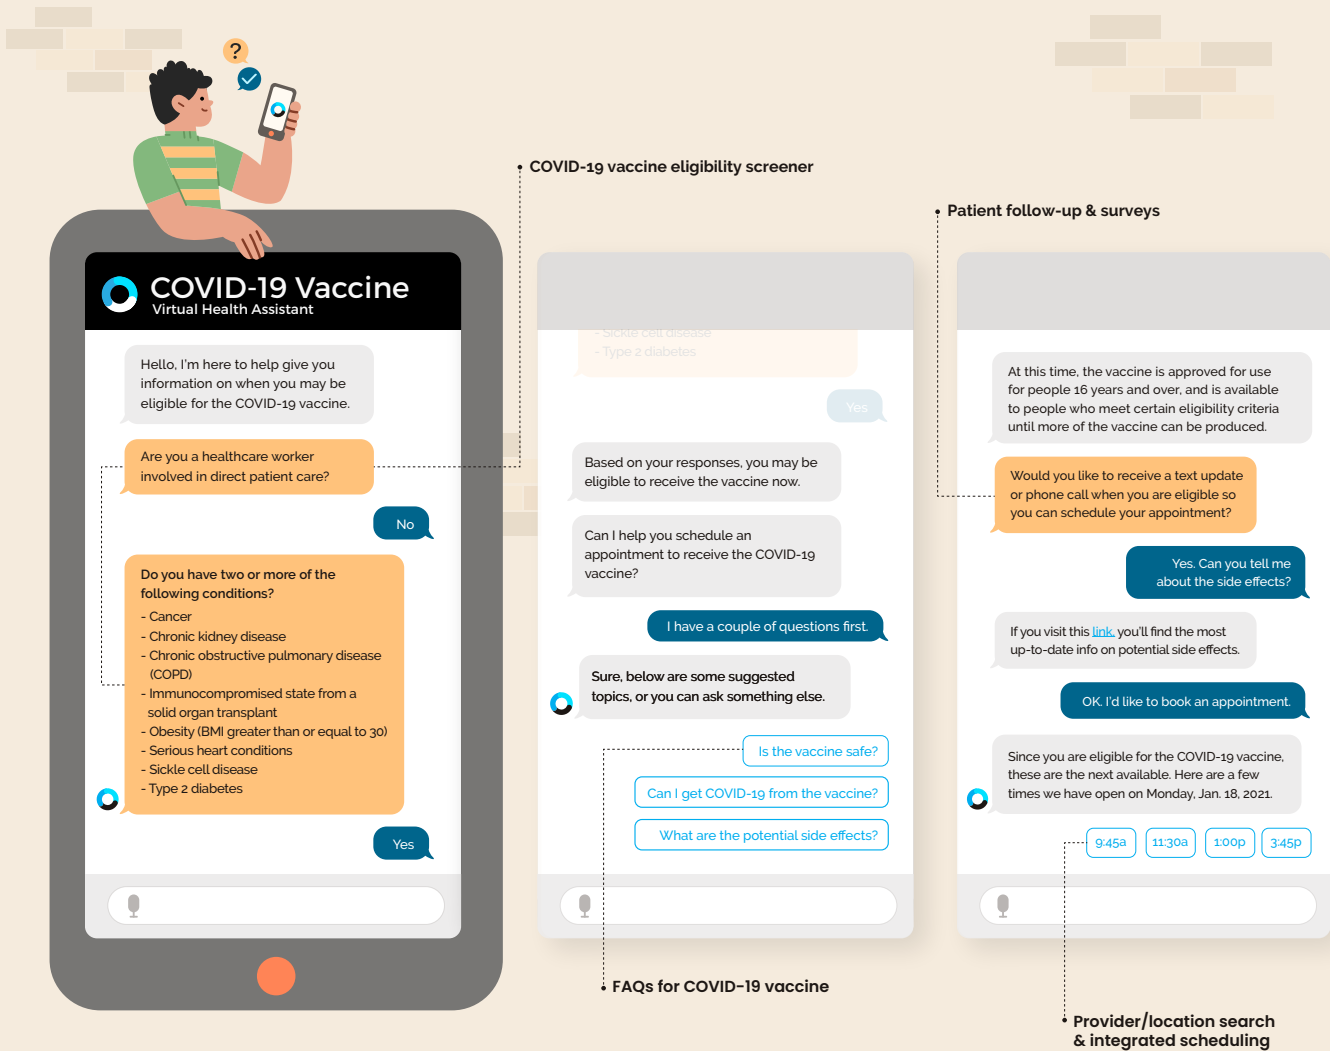 ?
COVID-19 vaccine eligibility screener
Patient follow-up & surveys
COVID-19 Vaccine
Virtual Health Assistant
Hello, I'm here to help give you
information on when you may be
eligible for the COVID-19 vaccine.
Are you a healthcare worker
involved in direct patient care?
No
Do you have two or more of the
following conditions?
- Cancer
- Chronic kidney disease
- Chronic obstructive pulmonary disease
(COPD)
- Immunocompromised state from a
solid organ transplant
- Obesity (BMI greater than or equal to 30)
- Serious heart conditions
- Sickle cell disease
- Type 2 diabetes
Yes
- Sickle cell disease
- Type 2 diabetes
Yes
Based on your responses, you may be
eligible to receive the vaccine now.
Can I help you schedule an
appointment to receive the COVID-19
vaccine?
I have a couple of questions first.
Sure, below are some suggested
topics, or you can ask something else.
Is the vaccine safe?
Can I get COVID-19 from the vaccine?
What are the potential side effects?
FAQs for COVID-19 vaccine
At this time, the vaccine is approved for use
for people 16 years and over, and is available
to people who meet certain eligibility criteria
until more of the vaccine can be produced.
Would you like to receive a text update
or phone call when you are eligible so
you can schedule your appointment?
Yes. Can you tell me
about the side effects?
If you visit this link, you'll find the most
up-to-date info on potential side effects.
OK. I'd like to book an appointment.
Since you are eligible for the COVID-19 vaccine,
these are the next available. Here are a few
times we have open on Monday, Jan. 18, 2021.
9:45a 11:30a 1:00p 3:45p
Provider/location search
& integrated scheduling